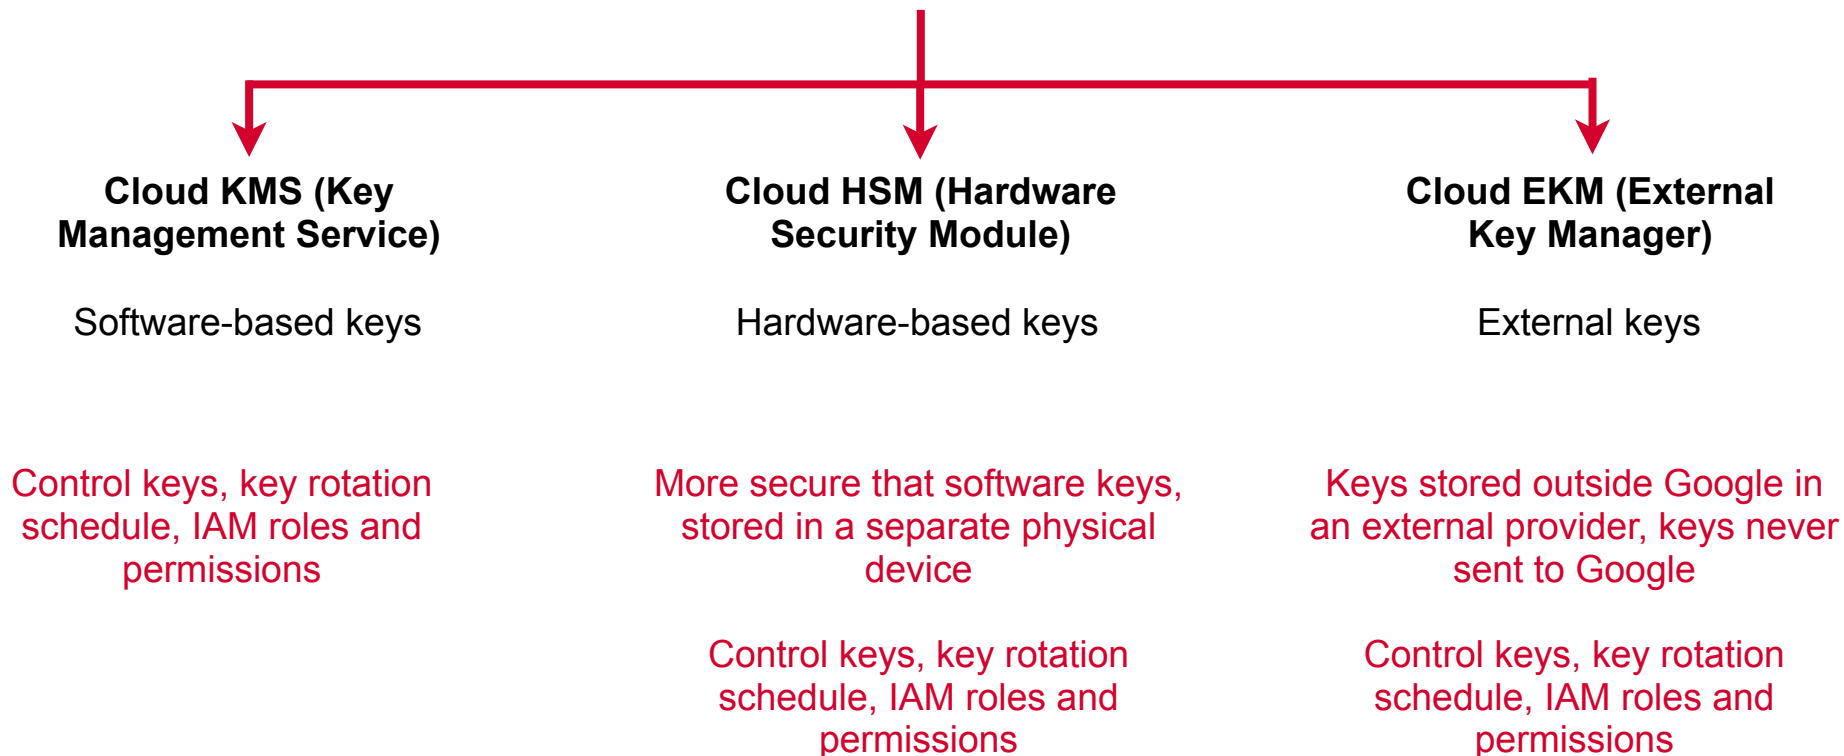 Cloud KMS (Key
Management Service)
Software-based keys
Control keys, key rotation
schedule, IAM roles and
permissions
Cloud HSM (Hardware
Security Module)
Hardware-based keys
More secure that software keys,
stored in a separate physical
device
Control keys, key rotation
schedule, IAM roles and
permissions
Cloud EKM (External
Key Manager)
External keys
Keys stored outside Google in
an external provider, keys never
sent to Google
Control keys, key rotation
schedule, IAM roles and
permissions